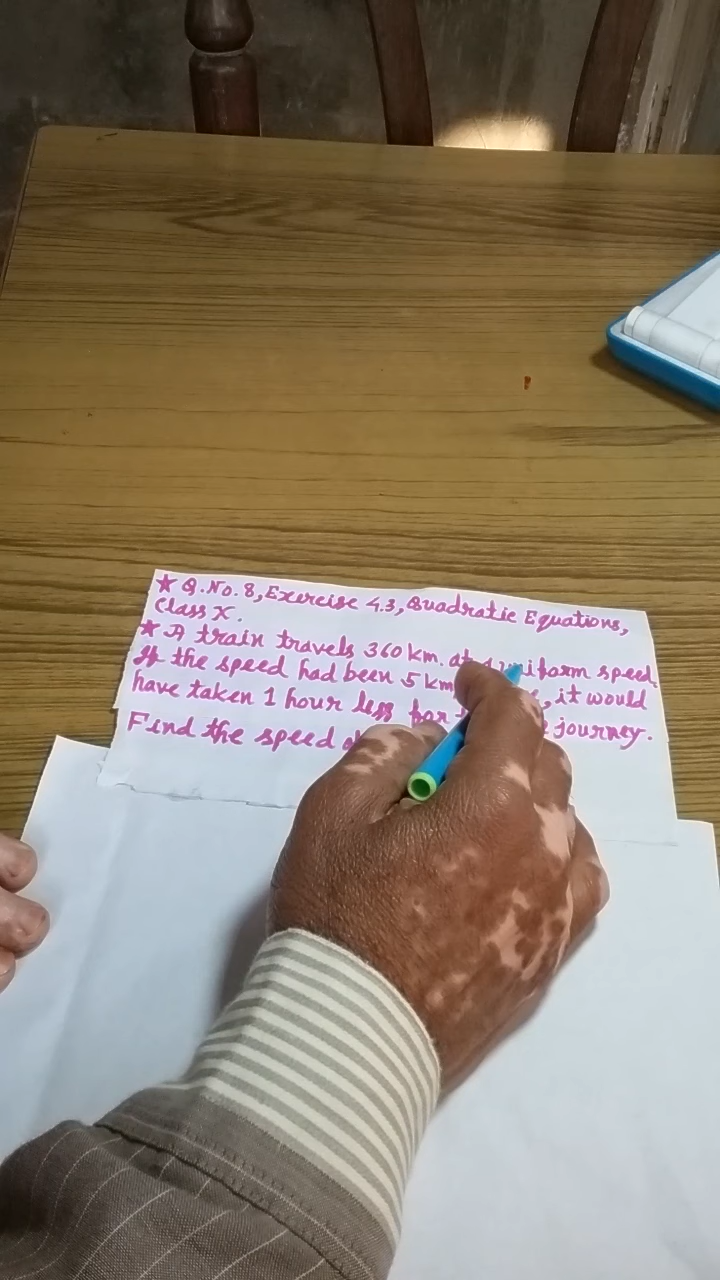 ★ Q.No. 8, Exercise 4.3, Quadratic Equations,
Class X.
★ A train travels 360 km. at a uniform speed.
If the speed had been 5 km, it would
have taken 1 hour less for journey.
Find the speed